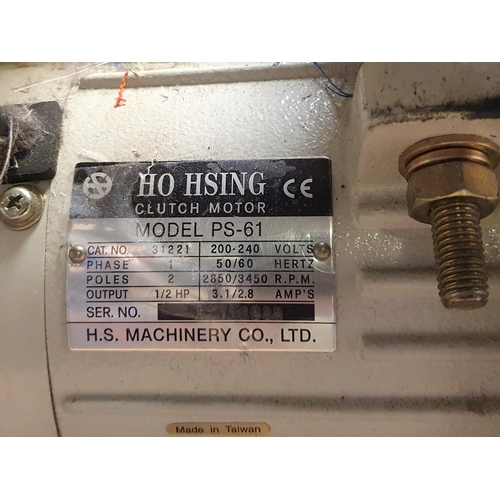 HO HSING CE
CLUTCH MOTOR
MODEL PS-61
CAT. NO. 31221 200-240 VOLTS
PHASE 1 50/60 HERTZ
POLES 2 2850/3450 R.P.M.
OUTPUT 1/2 HP 3.1/2.8 AMP'S
SER. NO.
H.S. MACHINERY CO., LTD.
Made in Taiwan